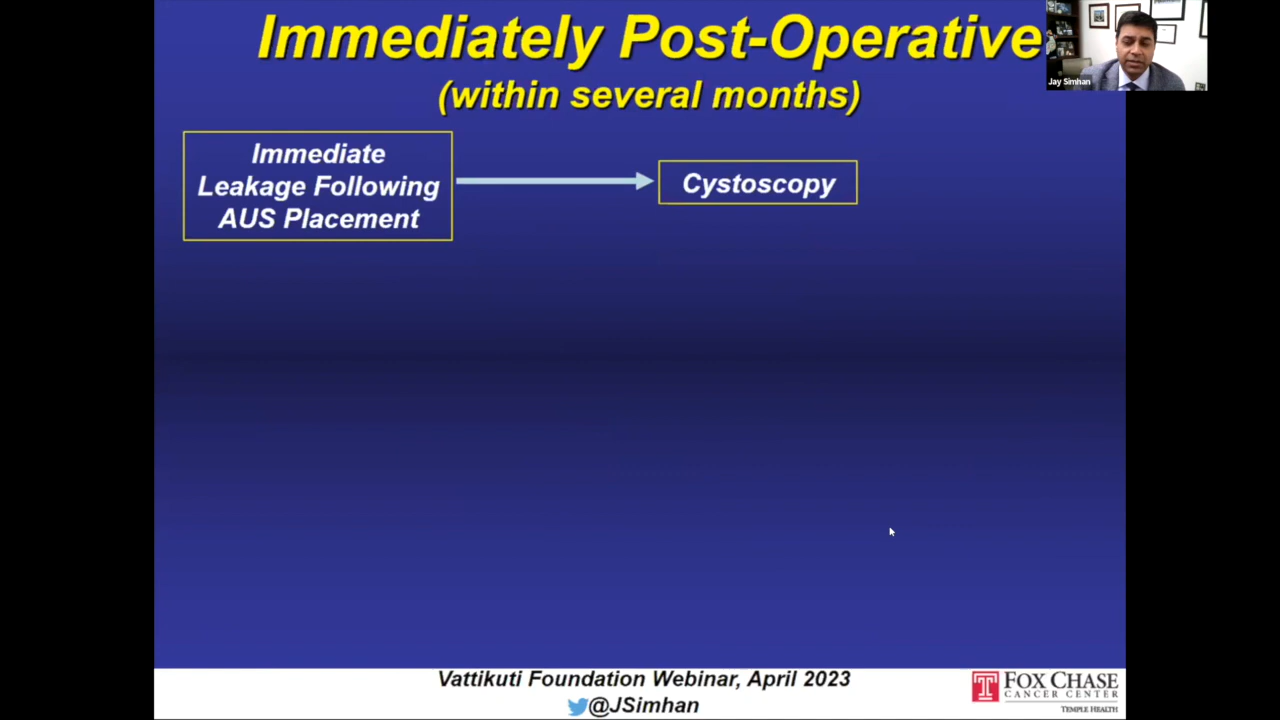 Immediately Post-Operative
(within several months)
Jay Simhan
Immediate
Leakage Following
AUS Placement
Cystoscopy
Vattikuti Foundation Webinar, April 2023
@JSimhan
T FOX CHASE
CANCER CENTER
TEMPLE HEALTH